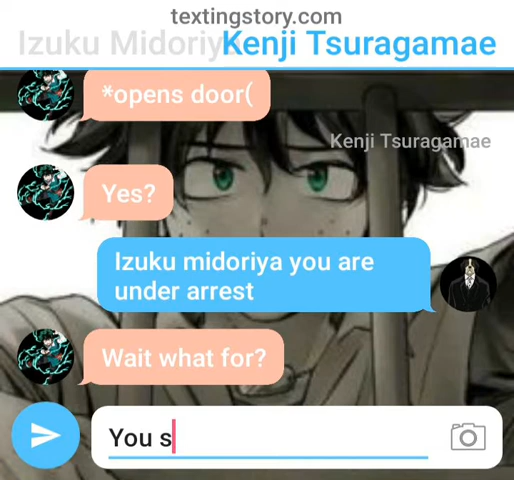 textingstory.com
Izuku Midoriy
Kenji Tsuragamae
*opens door(
Kenji Tsuragamae
Yes?
Izuku midoriya you are
under arrest
Wait what for?
You s